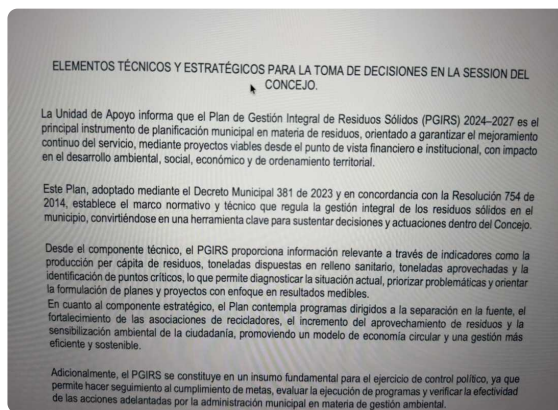 ELEMENTOS TÉCNICOS Y ESTRATÉGICOS PARA LA TOMA DE DECISIONES EN LA SESSION DEL
CONCEJO.
La Unidad de Apoyo informa que el Plan de Gestión Integral de Residuos Sólidos (PGIRS) 2024–2027 es el
principal instrumento de planificación municipal en materia de residuos, orientado a garantizar el mejoramiento
continuo del servicio, mediante proyectos viables desde el punto de vista financiero e institucional, con impacto
en el desarrollo ambiental, social, económico y de ordenamiento territorial.
Este Plan, adoptado mediante el Decreto Municipal 381 de 2023 y en concordancia con la Resolución 754 de
2014, establece el marco normativo y técnico que regula la gestión integral de los residuos sólidos en el
municipio, convirtiéndose en una herramienta clave para sustentar decisiones y actuaciones dentro del Concejo.
Desde el componente técnico, el PGIRS proporciona información relevante a través de indicadores como la
producción per cápita de residuos, toneladas dispuestas en relleno sanitario, toneladas aprovechadas y la
identificación de puntos críticos, lo que permite diagnosticar la situación actual, priorizar problemáticas y orientar
la formulación de planes y proyectos con enfoque en resultados medibles.
En cuanto al componente estratégico, el Plan contempla programas dirigidos a la separación en la fuente, el
fortalecimiento de las asociaciones de recicladores, el incremento del aprovechamiento de residuos y la
sensibilización ambiental de la ciudadanía, promoviendo un modelo de economía circular y una gestión más
eficiente y sostenible.
Adicionalmente, el PGIRS se constituye en un insumo fundamental para el ejercicio de control político, ya que
permite hacer seguimiento al cumplimiento de metas, evaluar la ejecución de programas y verificar la efectividad
de las acciones adelantadas por la administración municipal en materia de gestión ambiental.